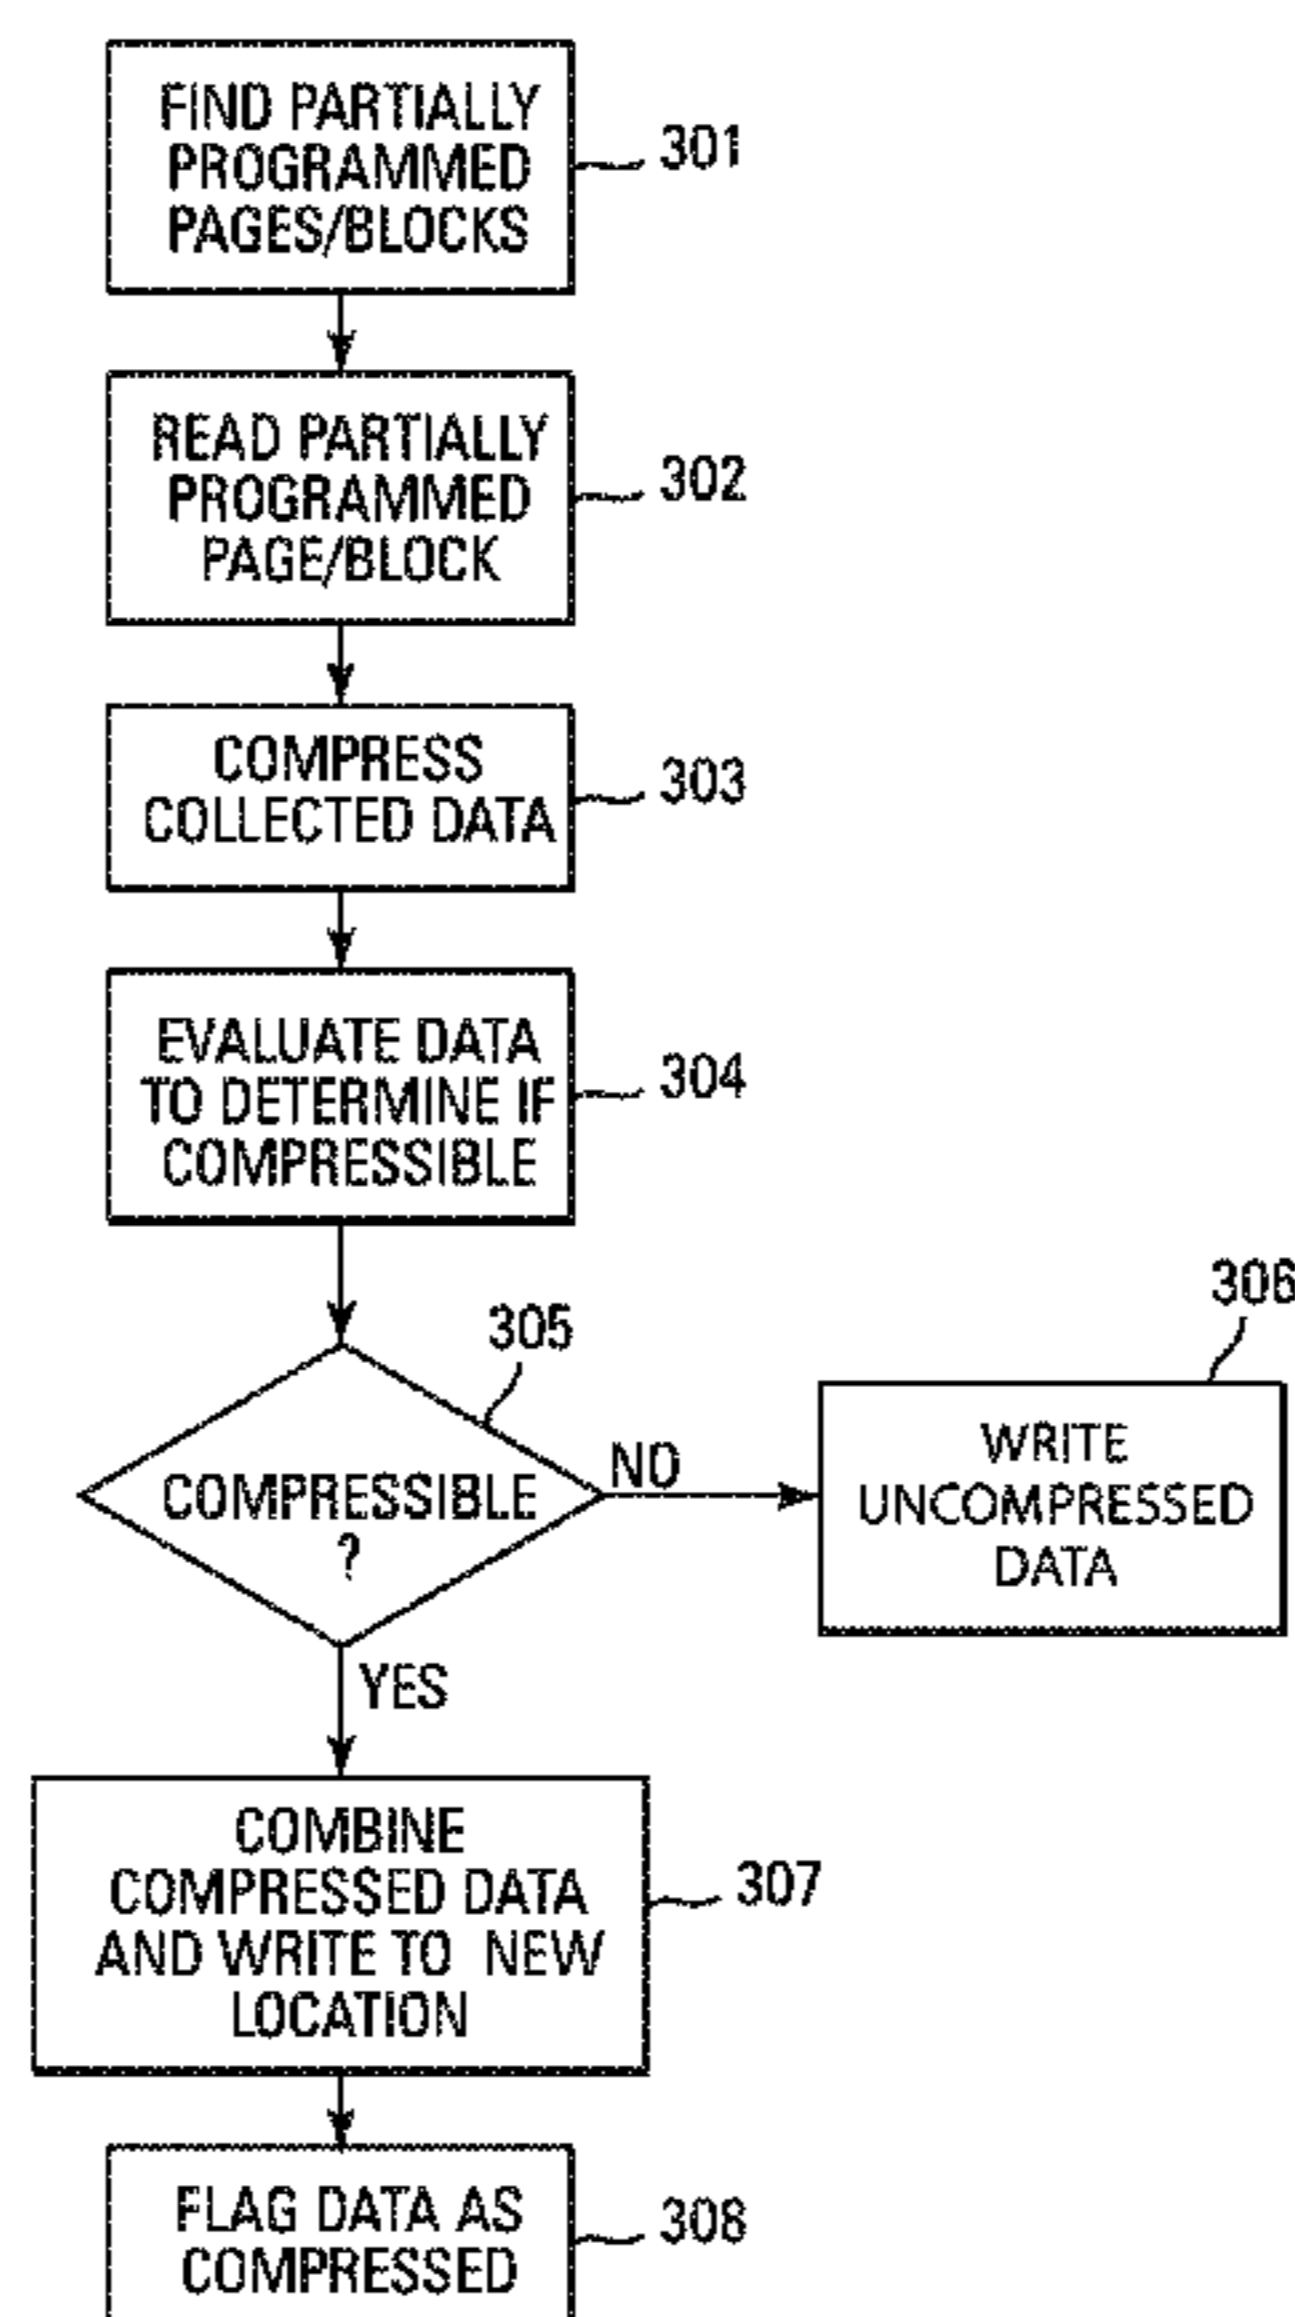 FIND PARTIALLY
PROGRAMMED
PAGES/BLOCKS
301
READ PARTIALLY
PROGRAMMED
PAGE/BLOCK
302
COMPRESS
COLLECTED DATA
303
EVALUATE DATA
TO DETERMINE IF
COMPRESSIBLE
304
305
COMPRESSIBLE
?
NO
306
WRITE
UNCOMPRESSED
DATA
YES
COMBINE
COMPRESSED DATA
AND WRITE TO NEW
LOCATION
307
FLAG DATA AS
COMPRESSED
308